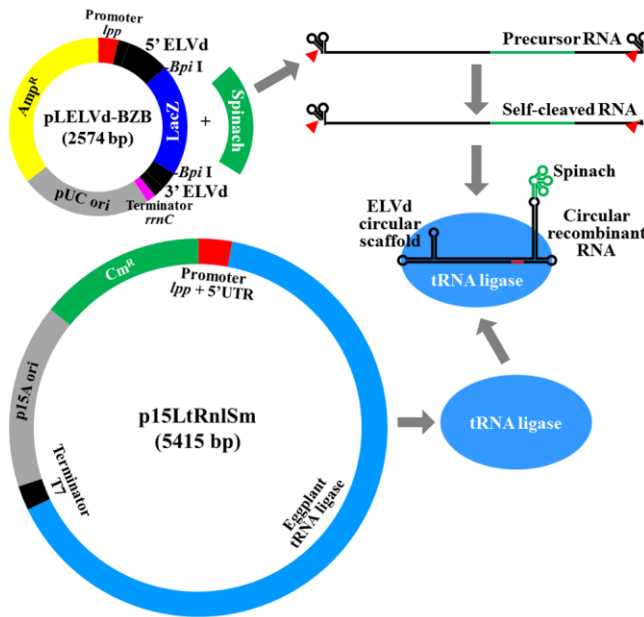 Promoter
lpp
5’ ELVd
-Bpi I
AmpR
pLELVd-BZB
(2574 bp)
LacZ
+
Spinach
-Bpi I
3’ ELVd
pUC ori
Terminator
rrnC
Precursor RNA
Self-cleaved RNA
Spinach
ELVd
circular
scaffold
Circular
recombinant
RNA
tRNA ligase
CmR
Promoter
lpp + 5’UTR
p15A ori
p15LtRnlSm
(5415 bp)
Terminator
T7
Eggplant
tRNA ligase
tRNA ligase